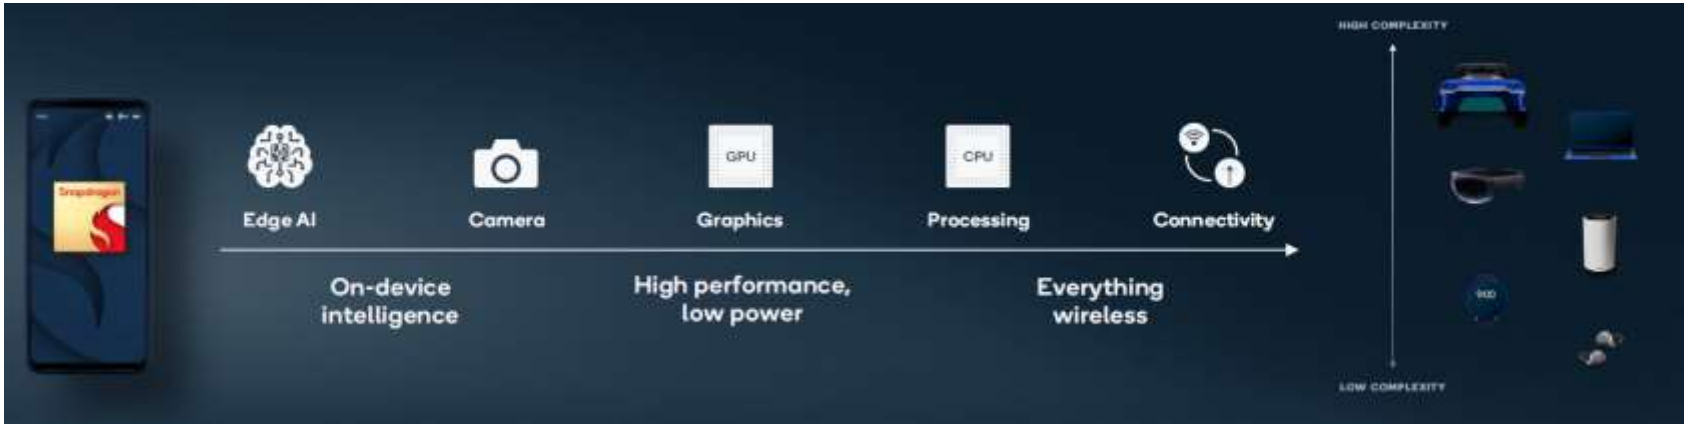 HIGH COMPLEXITY
Snapdragon
GPU
CPU
Edge AI
Camera
Graphics
Processing
Connectivity
On-device
intelligence
High performance,
low power
Everything
wireless
LOW COMPLEXITY